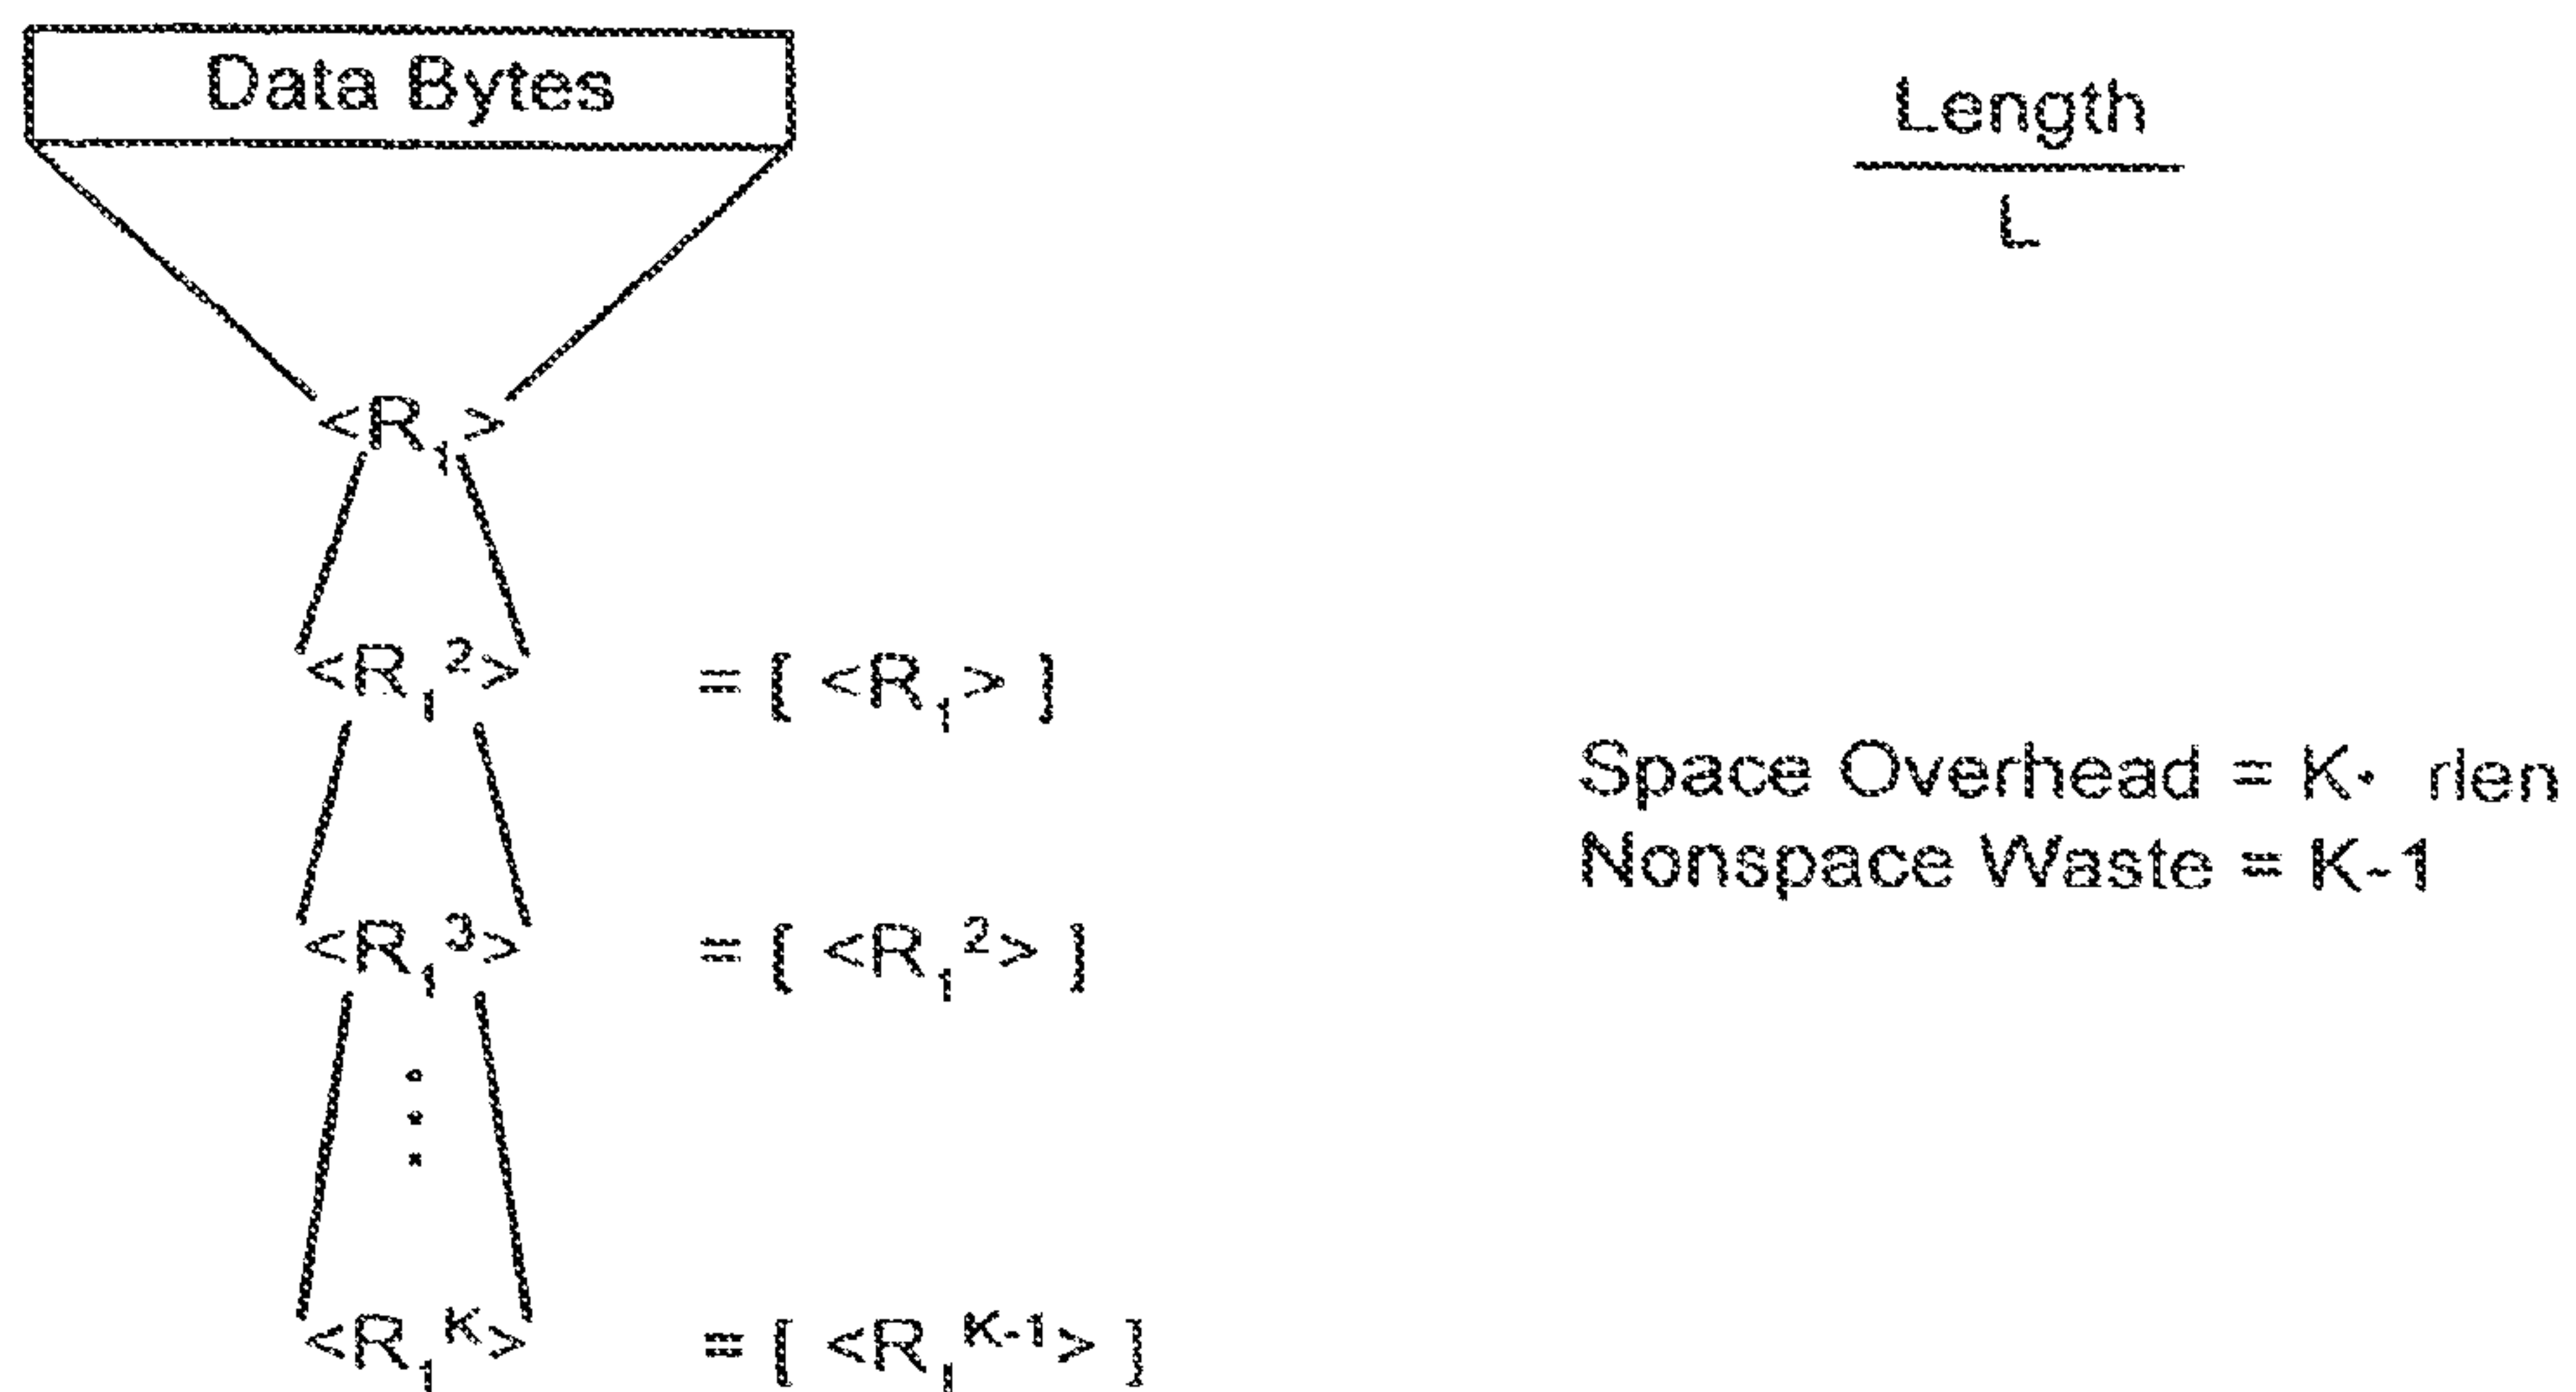 Data Bytes
Length
L
<R₁>
<R₁²> = [ <R₁> ]
Space Overhead = K· rlen
Nonspace Waste = K-1
<R₁³> = [ <R₁²> ]
<R₁ᴷ> = [ <R₁ᴷ⁻¹> ]